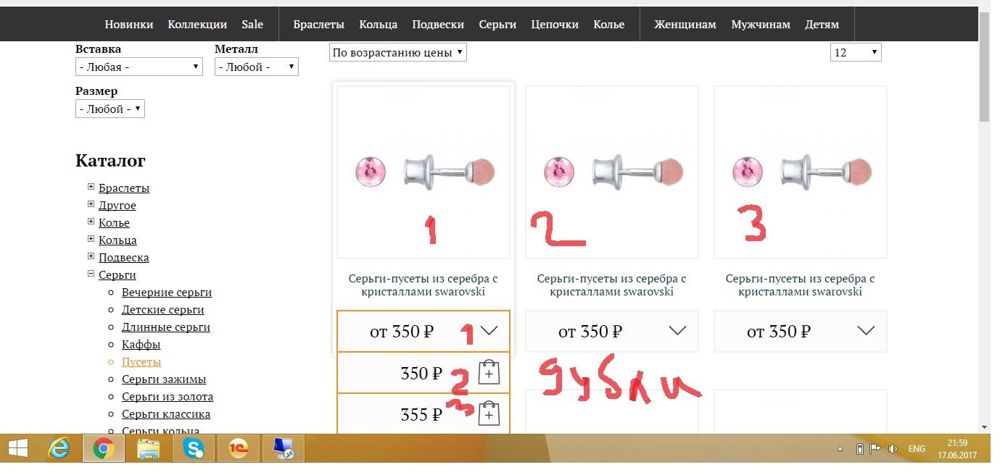 Новинки Коллекции Sale Браслеты Кольца Подвески Серьги Цепочки Колье Женщинам Мужчинам Детям
Вставка Металл
- Любая - - Любой -
По возрастанию цены 12
Размер
- Любой -
Каталог
Браслеты
Другое
Колье
Кольца
Подвеска
Серьги
Вечерние серьги
Детские серьги
Длинные серьги
Каффы
Пусеты
Серьги зажимы
Серьги из золота
Серьги классика
Серьги кольца
1 2 3
Серьги-пусеты из серебра с
кристаллами swarovski
Серьги-пусеты из серебра с
кристаллами swarovski
Серьги-пусеты из серебра с
кристаллами swarovski
от 350 ₽ 1 от 350 ₽ от 350 ₽
350 ₽ 2 дубли
355 ₽ 3
1C
ENG 21:59
17.06.2017